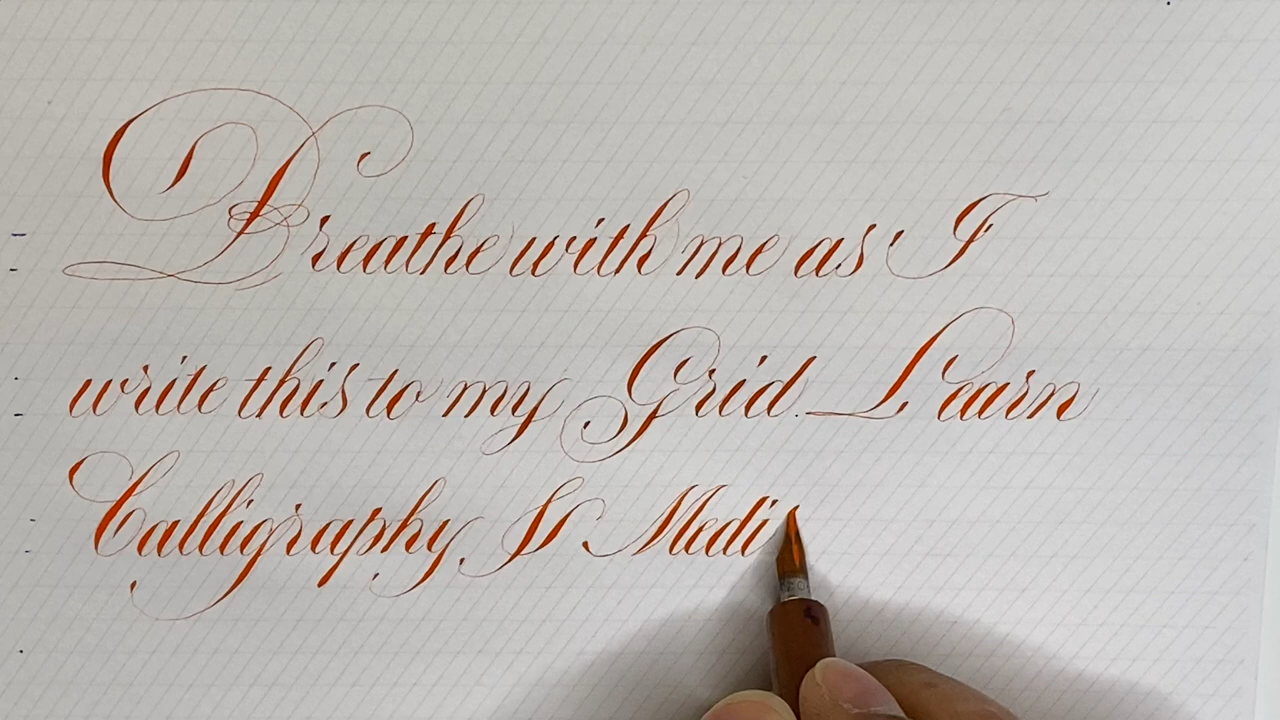 Breathe with me as I
write this to my Grid. Learn
Calligraphy & Medi